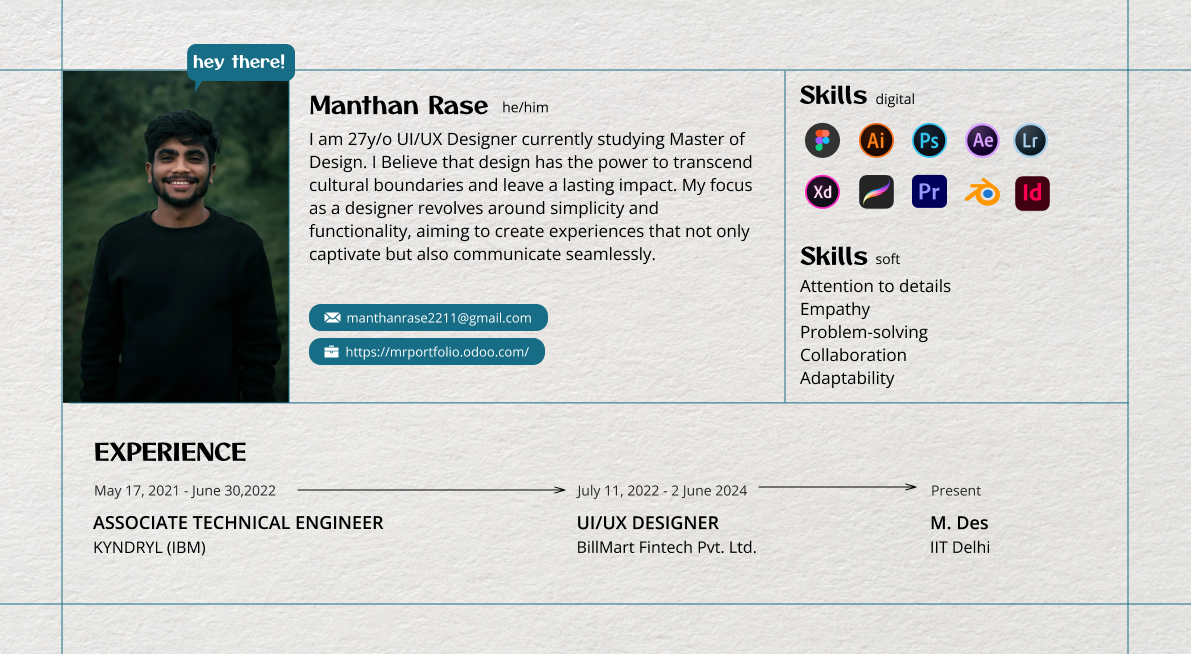 hey there!
Manthan Rase he/him
I am 27y/o UI/UX Designer currently studying Master of
Design. I Believe that design has the power to transcend
cultural boundaries and leave a lasting impact. My focus
as a designer revolves around simplicity and
functionality, aiming to create experiences that not only
captivate but also communicate seamlessly.
manthanrase2211@gmail.com
https://mrportfolio.odoo.com/
Skills digital
Ai Ps Ae Lr
Xd Pr Id
Skills soft
Attention to details
Empathy
Problem-solving
Collaboration
Adaptability
EXPERIENCE
May 17, 2021 - June 30,2022
ASSOCIATE TECHNICAL ENGINEER
KYNDRYL (IBM)
July 11, 2022 - 2 June 2024
UI/UX DESIGNER
BillMart Fintech Pvt. Ltd.
Present
M. Des
IIT Delhi